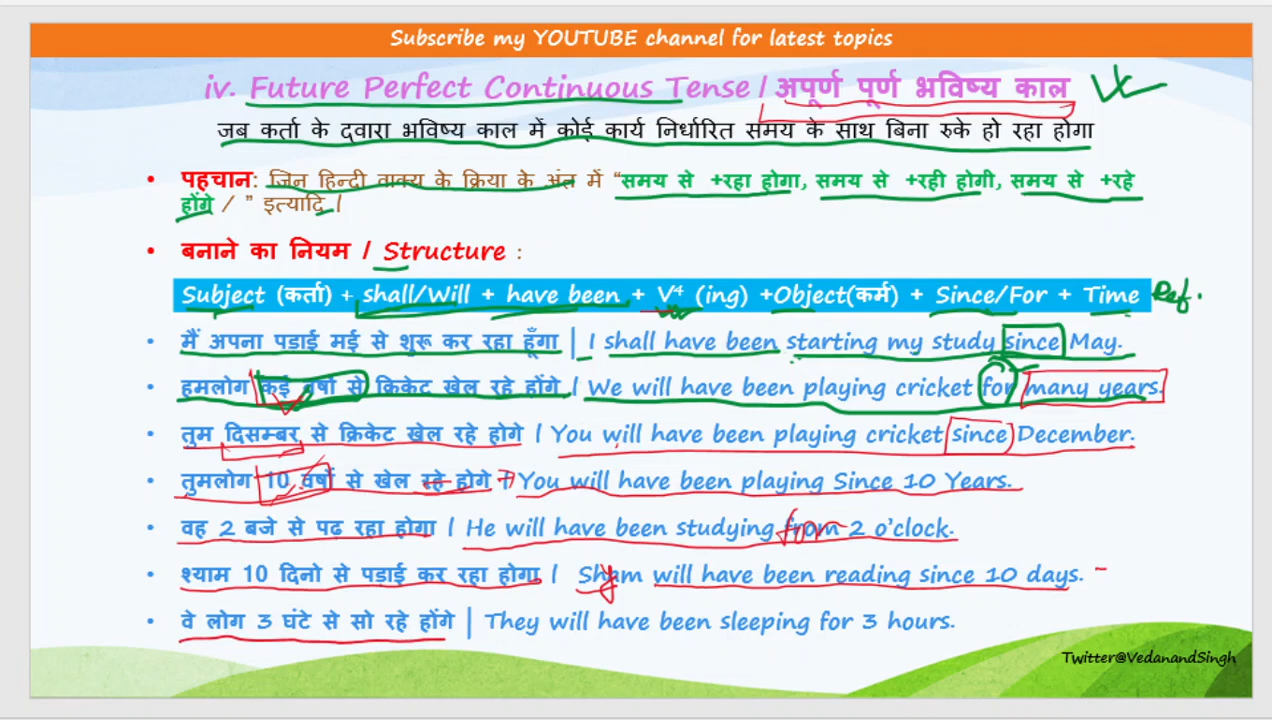 Subscribe my YOUTUBE channel for latest topics
iv. Future Perfect Continuous Tense / अपूर्ण पूर्ण भविष्य काल
जब कर्ता के द्वारा भविष्य काल में कोई कार्य निर्धारित समय के साथ बिना रुके हो रहा होगा
• पहचान: जिन हिन्दी वाक्य के क्रिया के अंत में "समय से +रहा होगा, समय से +रही होगी, समय से +रहे
होंगे / " इत्यादि |
• बनाने का नियम / Structure :
Subject (कर्ता) + shall/Will + have been + V⁴ (ing) +Object(कर्म) + Since/For + Time Ref.
• मैं अपना पडाई मई से शुरू कर रहा हूँगा | I shall have been starting my study since May.
• हमलोग कई वर्षो से क्रिकेट खेल रहे होंगे | We will have been playing cricket for many years.
• तुम दिसम्बर से क्रिकेट खेल रहे होगे | You will have been playing cricket since December.
• तुमलोग 10 वर्षो से खेल रहे होगे | You will have been playing Since 10 Years.
• वह 2 बजे से पढ रहा होगा | He will have been studying from 2 o'clock.
• श्याम 10 दिनो से पडाई कर रहा होगा | Sham will have been reading since 10 days.
• वे लोग 3 घंटे से सो रहे होंगे | They will have been sleeping for 3 hours.
Twitter@VedanandSingh